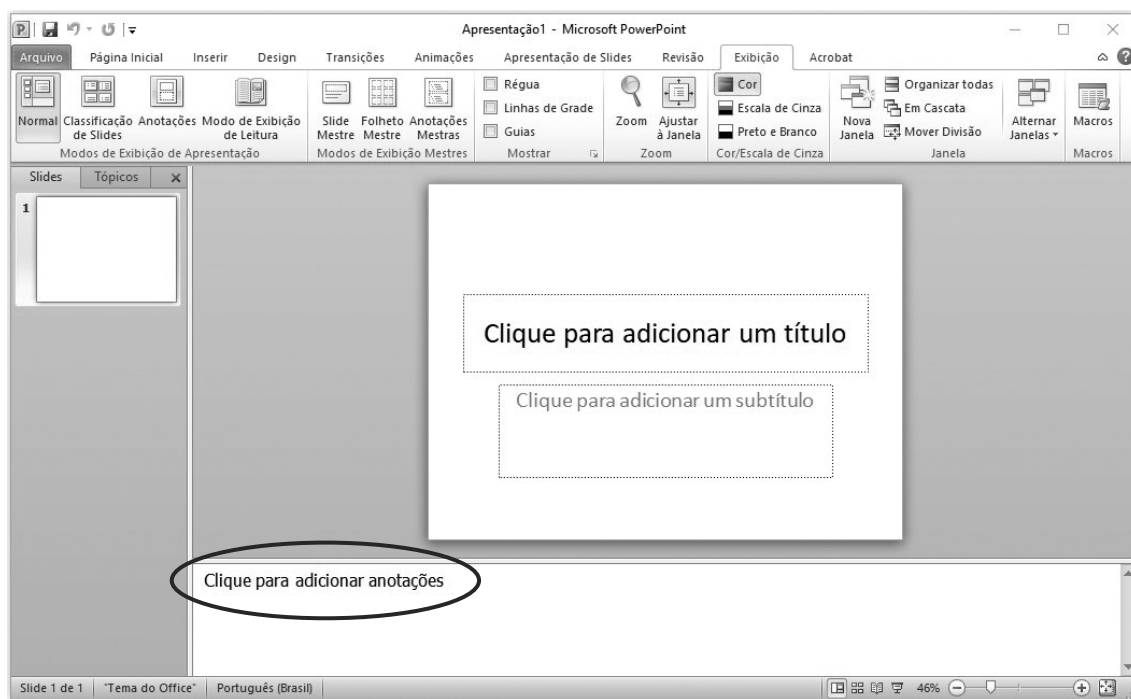 Apresentação1 - Microsoft PowerPoint
Arquivo Página Inicial Inserir Design Transições Animações Apresentação de Slides Revisão Exibição Acrobat
Normal
Classificação de Slides
Anotações
Modo de Exibição de Leitura
Modos de Exibição de Apresentação
Slide Mestre
Folheto Mestre
Anotações Mestras
Modos de Exibição Mestres
Régua
Linhas de Grade
Guias
Mostrar
Zoom
Ajustar à Janela
Zoom
Cor
Escala de Cinza
Preto e Branco
Cor/Escala de Cinza
Nova Janela
Organizar todas
Em Cascata
Mover Divisão
Janela
Alternar Janelas
Macros
Macros
Slides Tópicos
1
Clique para adicionar um título
Clique para adicionar um subtítulo
Clique para adicionar anotações
Slide 1 de 1 "Tema do Office" Português (Brasil) 46%